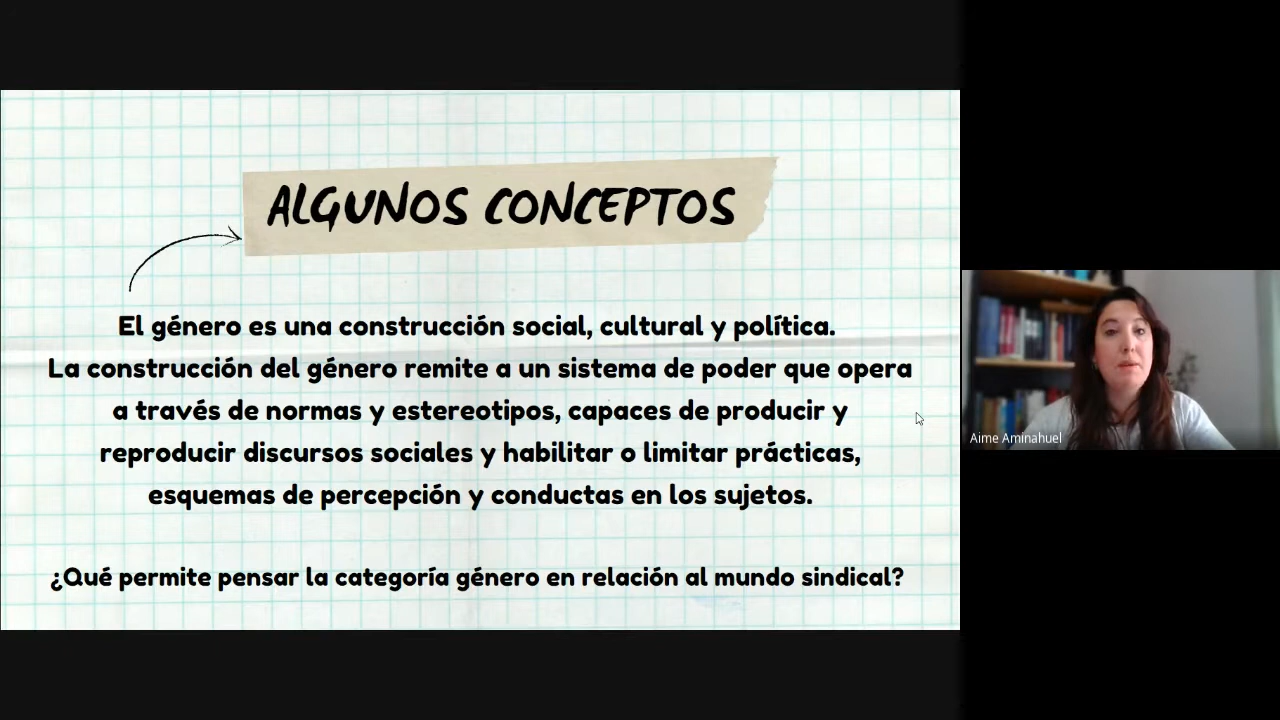 ALGUNOS CONCEPTOS
El género es una construcción social, cultural y política.
La construcción del género remite a un sistema de poder que opera
a través de normas y estereotipos, capaces de producir y
reproducir discursos sociales y habilitar o limitar prácticas,
esquemas de percepción y conductas en los sujetos.
¿Qué permite pensar la categoría género en relación al mundo sindical?
Aime Aminahuel